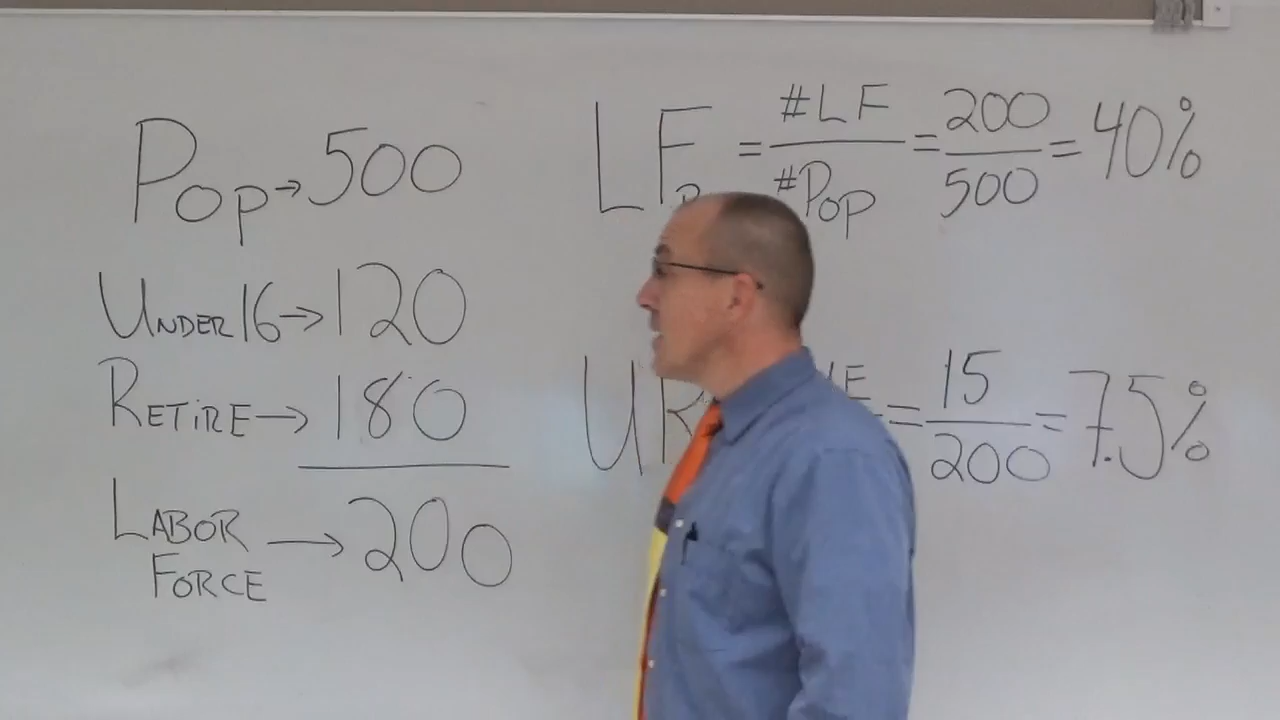 Pop → 500
UNDER 16 → 120
RETIRE → 180
LABOR FORCE → 200
LF = #LF / #Pop = 200 / 500 = 40%
UR = 15 / 200 = 7.5%